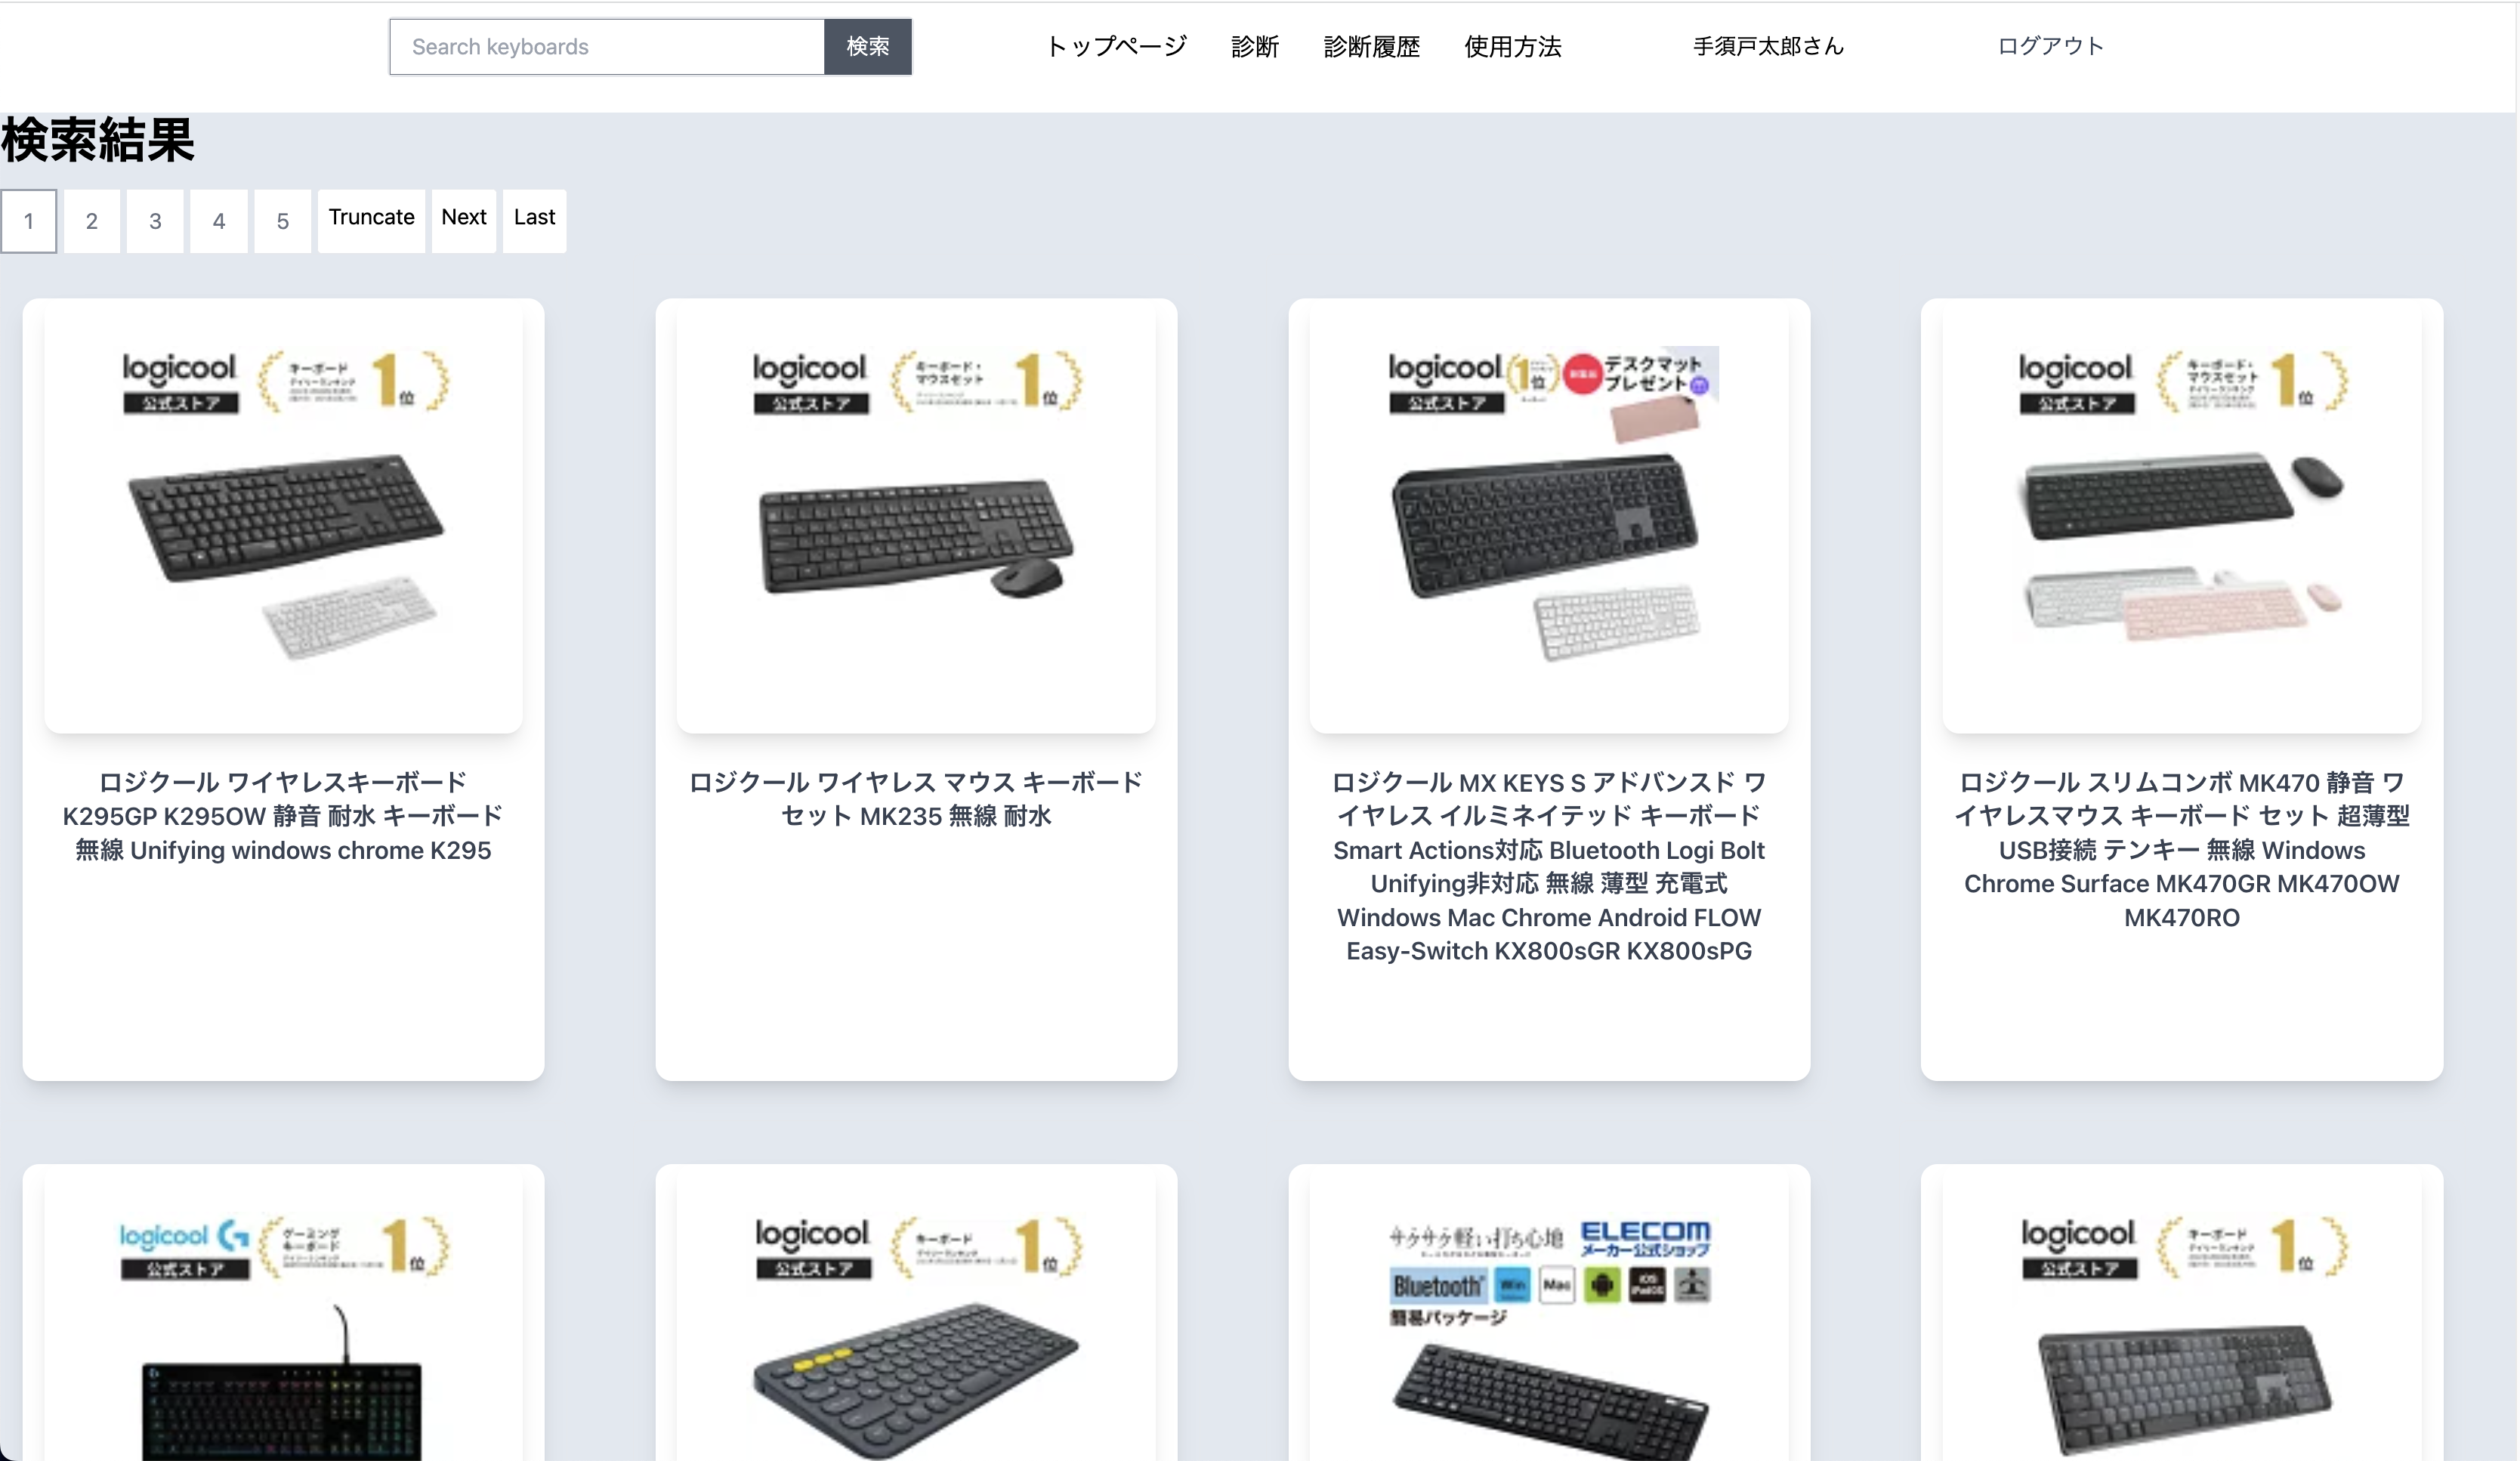 Search keyboards
検索
トップページ
診断
診断履歴
使用方法
手須戸太郎さん
ログアウト
検索結果
1
2
3
4
5
Truncate
Next
Last
logicool
公式ストア
キーボード
1位
logicool
公式ストア
キーボード・
マウスセット
1位
logicool
公式ストア
1位
デスクマット
プレゼント
logicool
公式ストア
キーボード・
マウスセット
1位
ロジクール ワイヤレスキーボード
K295GP K295OW 静音 耐水 キーボード
無線 Unifying windows chrome K295
ロジクール ワイヤレス マウス キーボード
セット MK235 無線 耐水
ロジクール MX KEYS S アドバンスド ワ
イヤレス イルミネイテッド キーボード
Smart Actions対応 Bluetooth Logi Bolt
Unifying非対応 無線 薄型 充電式
Windows Mac Chrome Android FLOW
Easy-Switch KX800sGR KX800sPG
ロジクール スリムコンボ MK470 静音 ワ
イヤレスマウス キーボード セット 超薄型
USB接続 テンキー 無線 Windows
Chrome Surface MK470GR MK470OW
MK470RO
logicool G
公式ストア
ゲーミング
キーボード
1位
logicool
公式ストア
キーボード
1位
サクサク軽い打ち心地
ELECOM
メーカー公式ショップ
Bluetooth
Win
Mac
iOS
iPadOS
簡易パッケージ
logicool
公式ストア
キーボード
1位